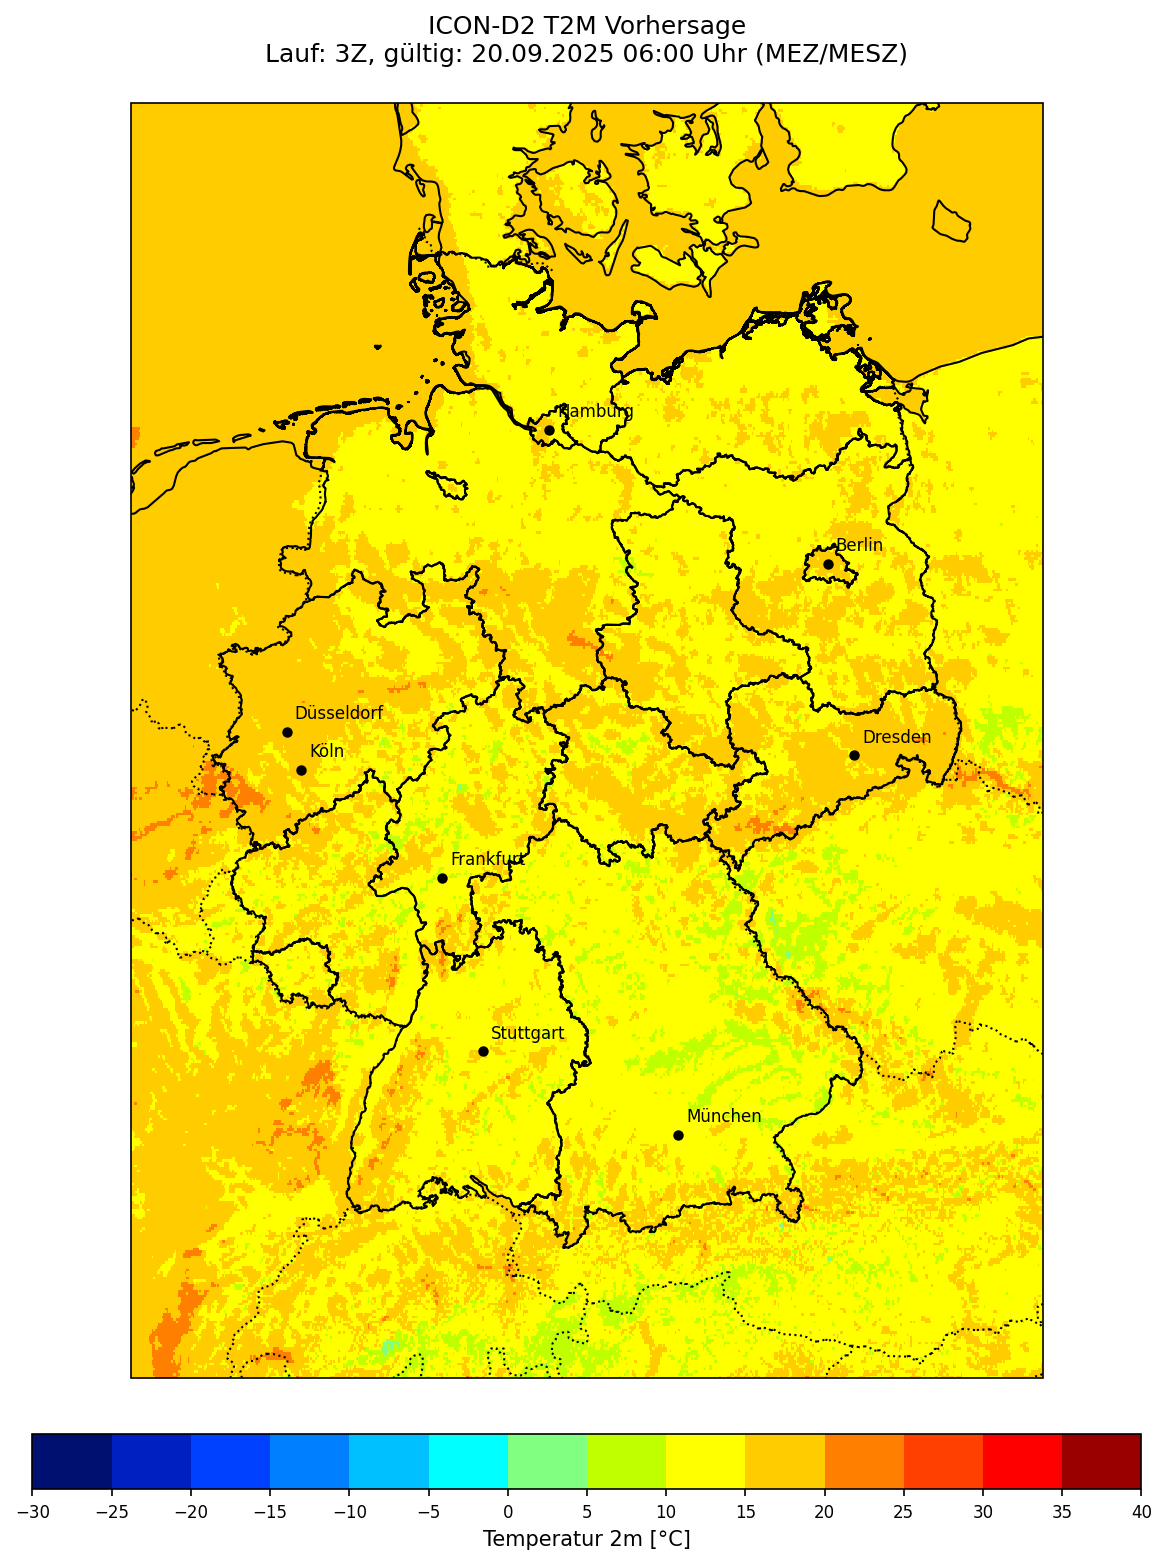 ICON-D2 T2M Vorhersage
Lauf: 3Z, gültig: 20.09.2025 06:00 Uhr (MEZ/MESZ)
Hamburg
Berlin
Düsseldorf
Köln
Dresden
Frankfurt
Stuttgart
München
−30 −25 −20 −15 −10 −5 0 5 10 15 20 25 30 35 40
Temperatur 2m [°C]